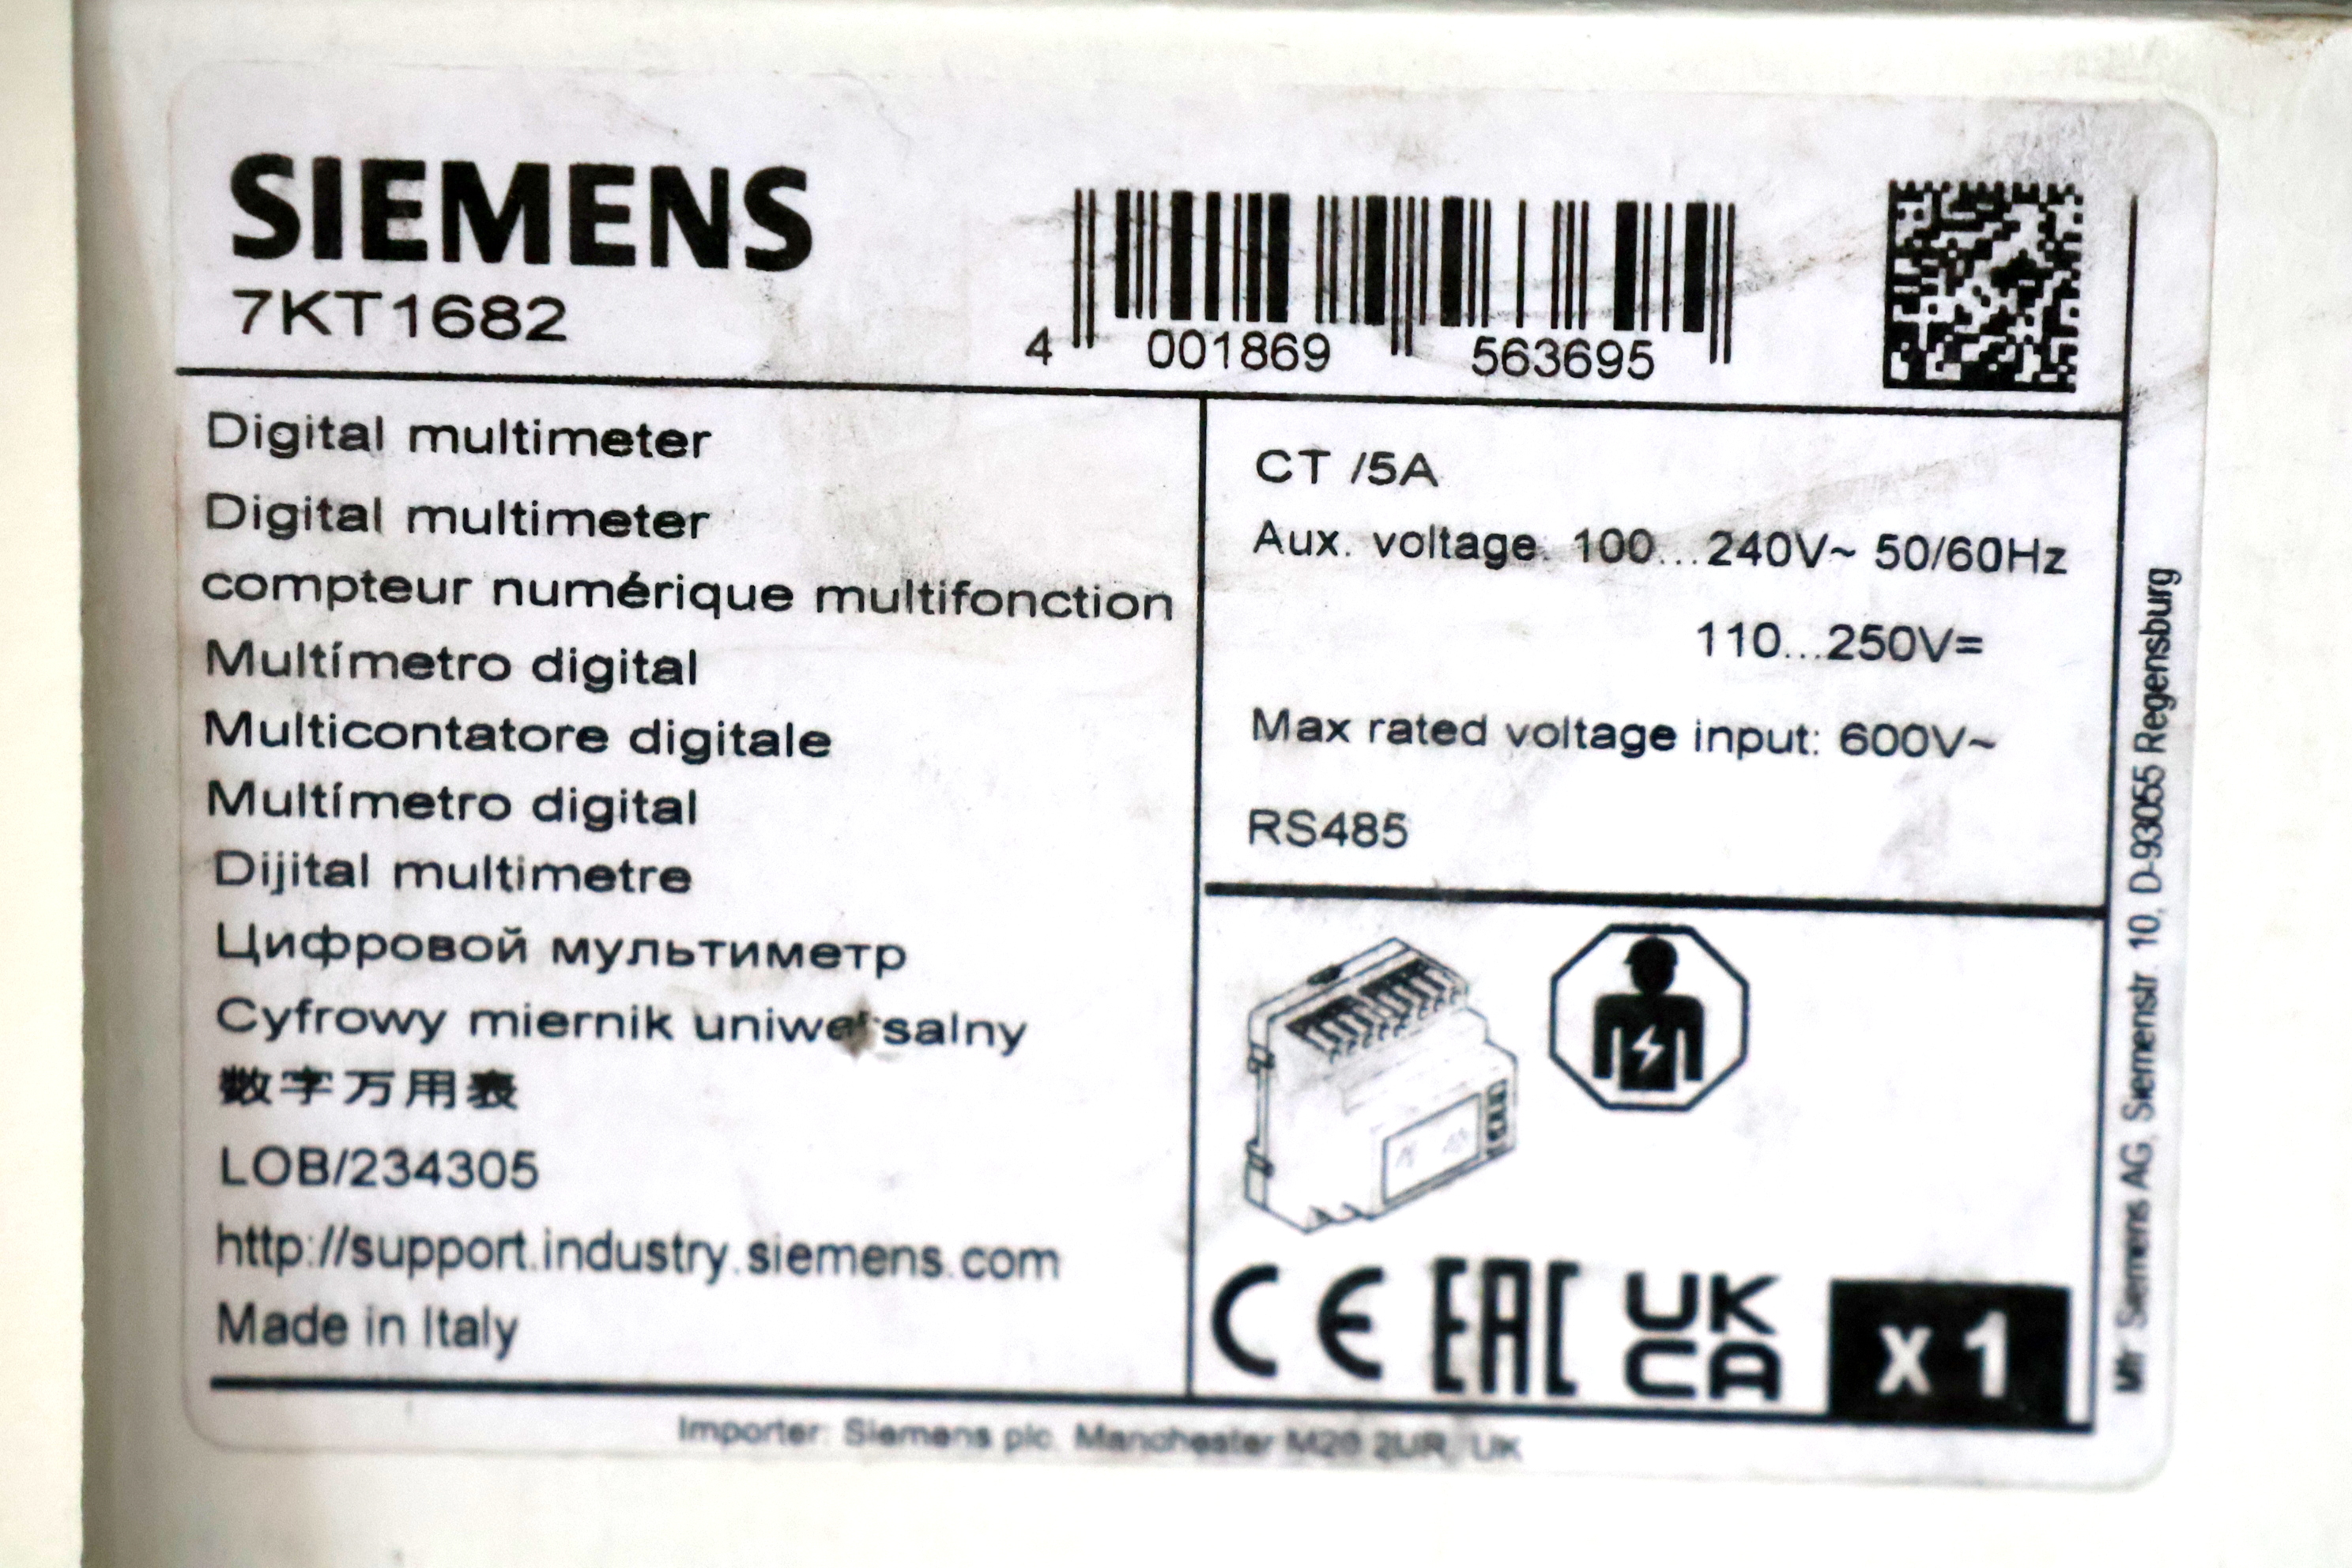 SIEMENS
7KT1682
4 001869 563695
Digital multimeter
Digital multimeter
compteur numérique multifonction
Multímetro digital
Multicontatore digitale
Multímetro digital
Dijital multimetre
Цифровой мультиметр
Cyfrowy miernik uniwersalny
数字万用表
LOB/234305
http://support.industry.siemens.com
Made in Italy
CT /5A
Aux. voltage. 100...240V~ 50/60Hz
110...250V=
Max rated voltage input: 600V~
RS485
CE EAC UK
CA
x 1
Mfr Siemens AG, Siemenstr. 10, D-93055 Regensburg
Importer: Siemens plc. Manchester M20 2UR, UK